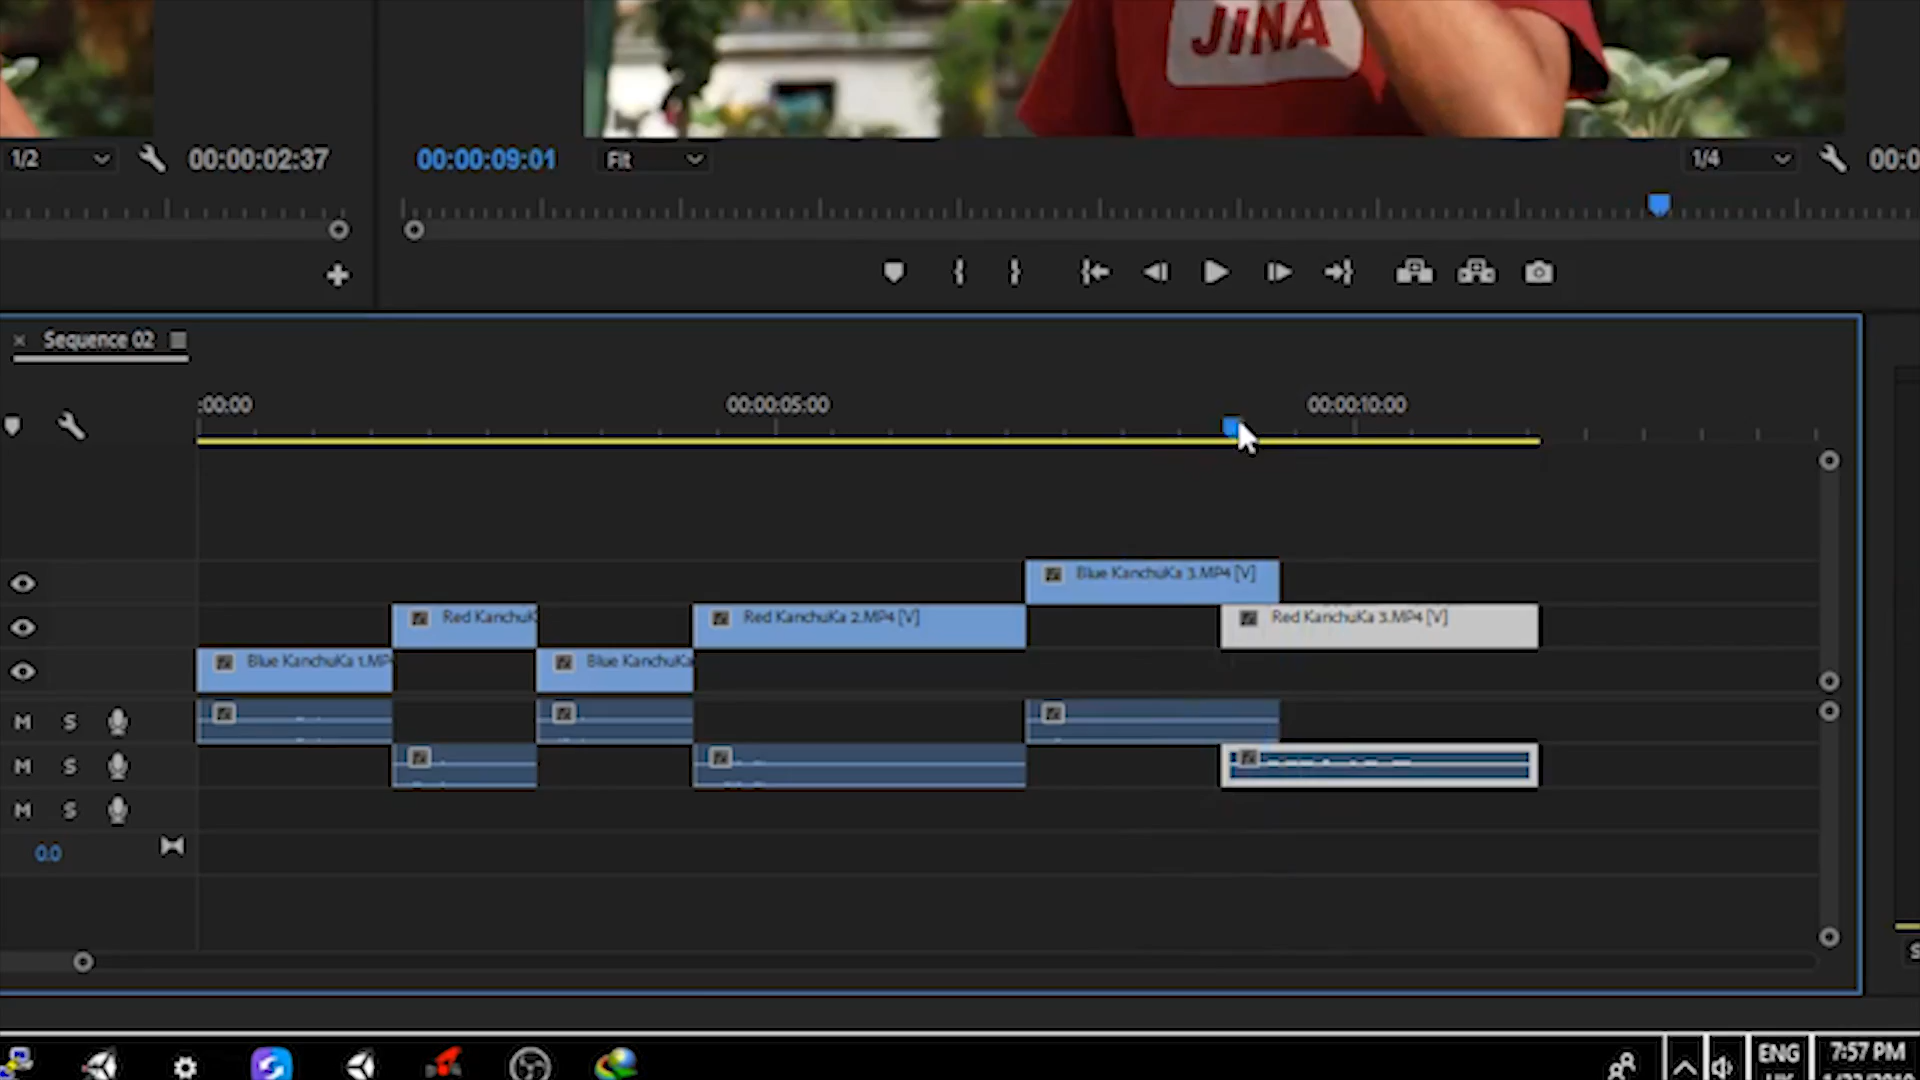 JINA
1/2
00:00:02:37
00:00:09:01
Fit
1/4
00:0
Sequence 02
:00:00
00:00:05:00
00:00:10:00
Blue KanchuKa 3.MP4 [V]
Red KanchuK
Red KanchuKa 2.MP4 [V]
Red KanchuKa 3.MP4 [V]
Blue KanchuKa 1.MP
Blue KanchuKa
M S
M S
M S
0.0
S
ENG
7:57 PM